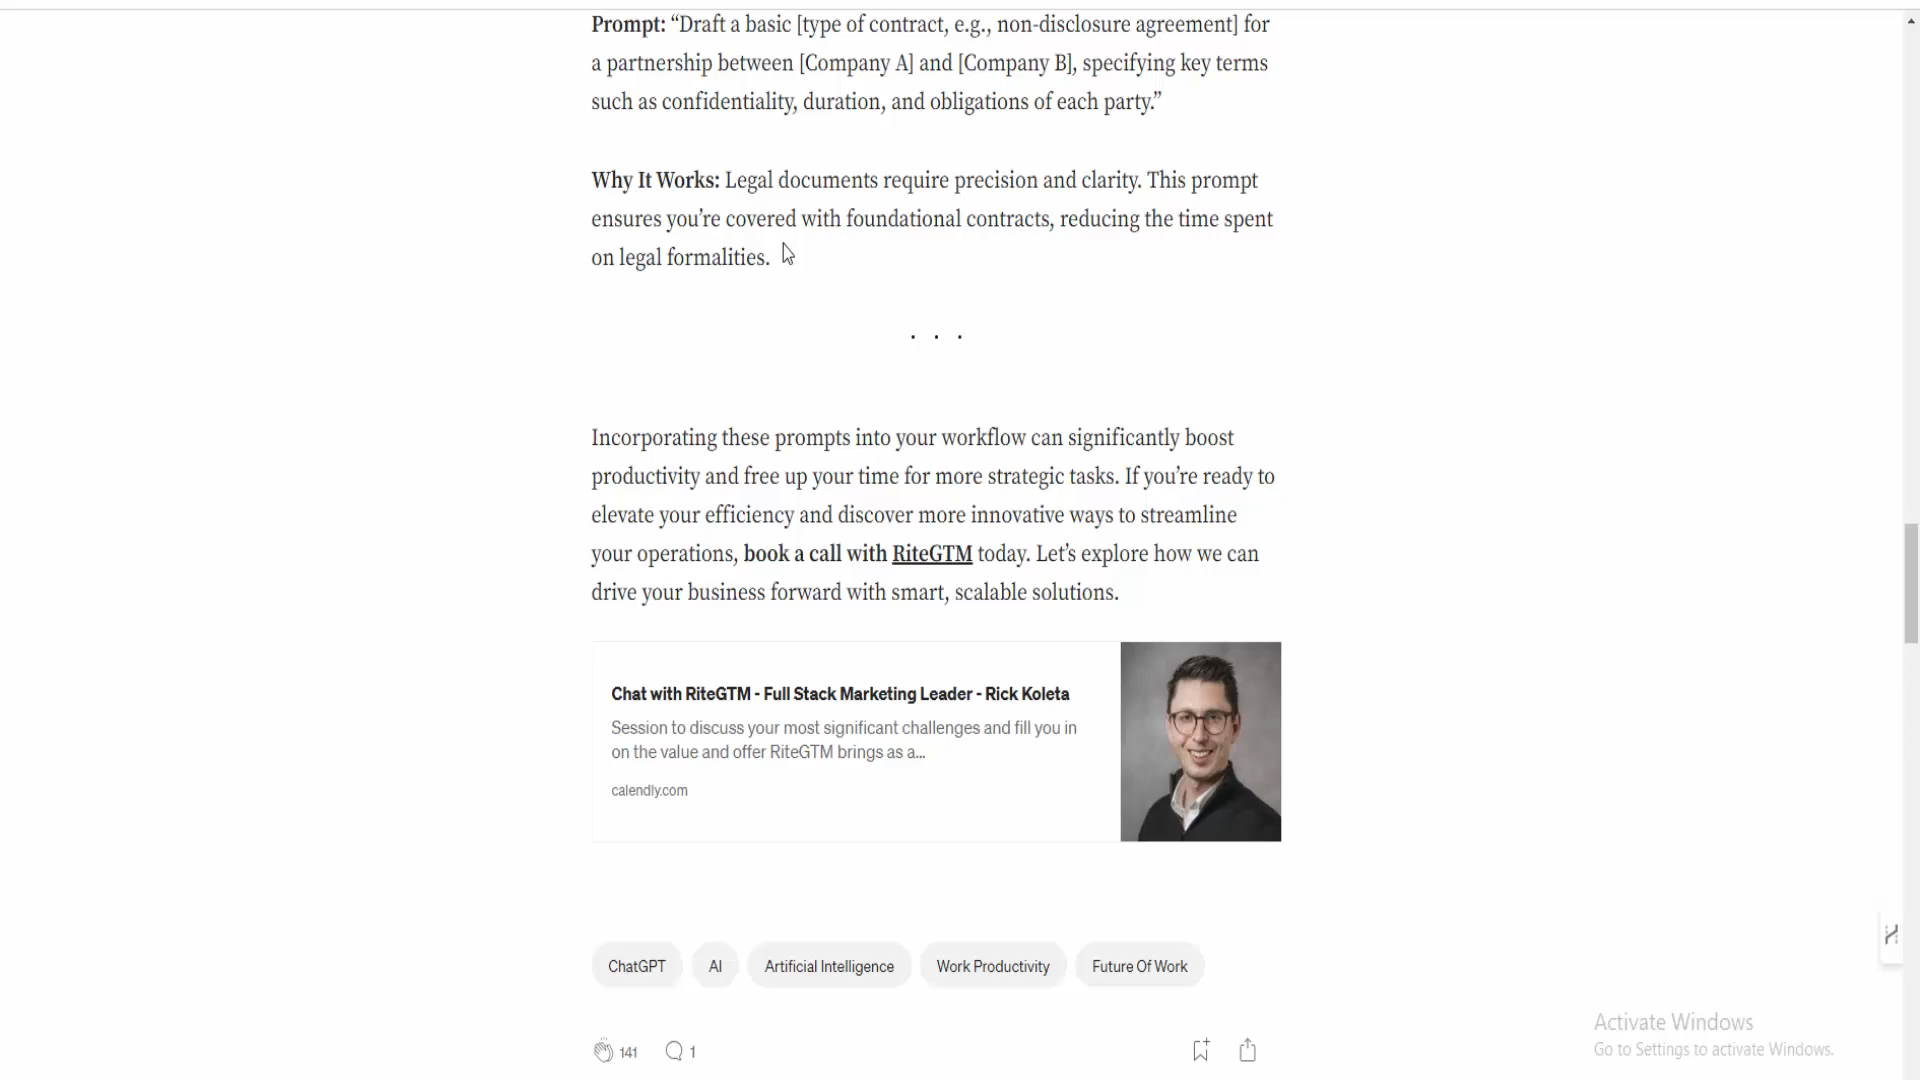 Prompt: “Draft a basic [type of contract, e.g., non-disclosure agreement] for
a partnership between [Company A] and [Company B], specifying key terms
such as confidentiality, duration, and obligations of each party.”
Why It Works: Legal documents require precision and clarity. This prompt
ensures you’re covered with foundational contracts, reducing the time spent
on legal formalities.
. . .
Incorporating these prompts into your workflow can significantly boost
productivity and free up your time for more strategic tasks. If you’re ready to
elevate your efficiency and discover more innovative ways to streamline
your operations, book a call with RiteGTM today. Let’s explore how we can
drive your business forward with smart, scalable solutions.
Chat with RiteGTM - Full Stack Marketing Leader - Rick Koleta
Session to discuss your most significant challenges and fill you in
on the value and offer RiteGTM brings as a...
calendly.com
ChatGPT AI Artificial Intelligence Work Productivity Future Of Work
141 1
Activate Windows
Go to Settings to activate Windows.